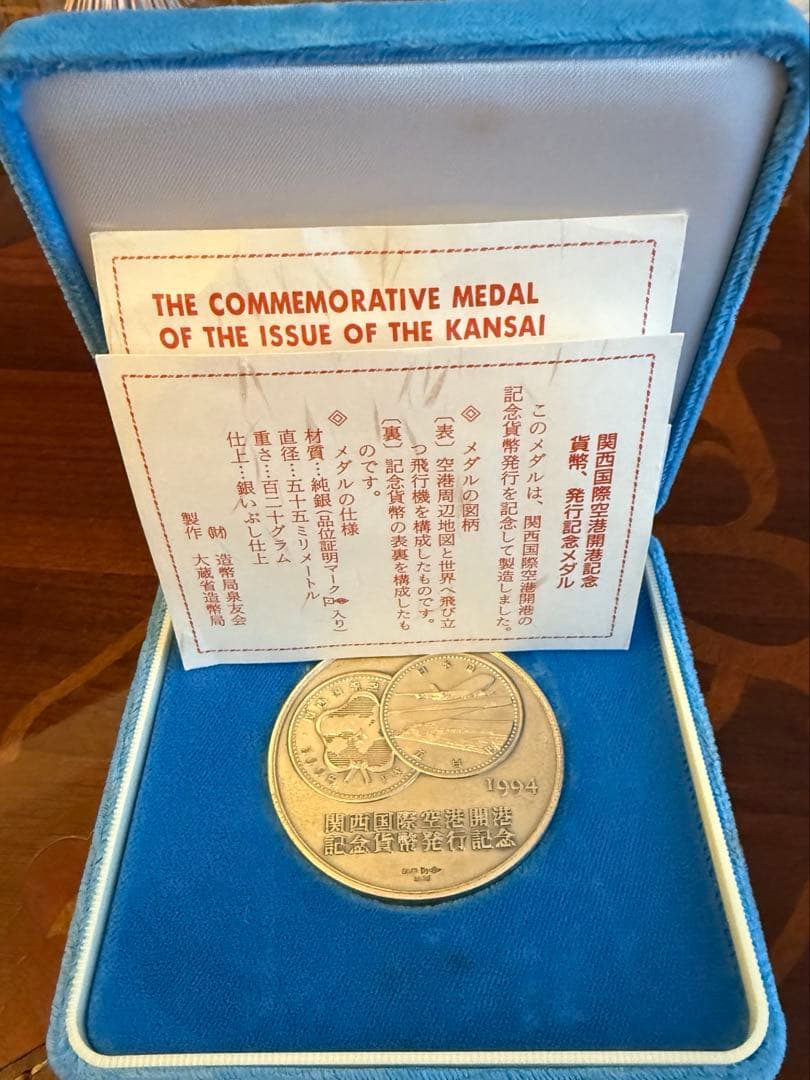 THE COMMEMORATIVE MEDAL
OF THE ISSUE OF THE KANSAI
関西国際空港開港記念
貨幣、発行記念メダル
このメダルは、関西国際空港開港の
記念貨幣発行を記念して製造しました。
◎ メダルの図柄
〔表〕空港周辺地図と世界へ飛び立
つ飛行機を構成したものです。
〔裏〕記念貨幣の表裏を構成したも
のです。
◎ メダルの仕様
材質…純銀(品位証明マーク入り)
直径…五十五ミリメートル
重さ…百二十グラム
仕上…銀いぶし仕上
製作 ㈶ 造幣局泉友会
大蔵省造幣局
1994
関西国際空港開港
記念貨幣発行記念